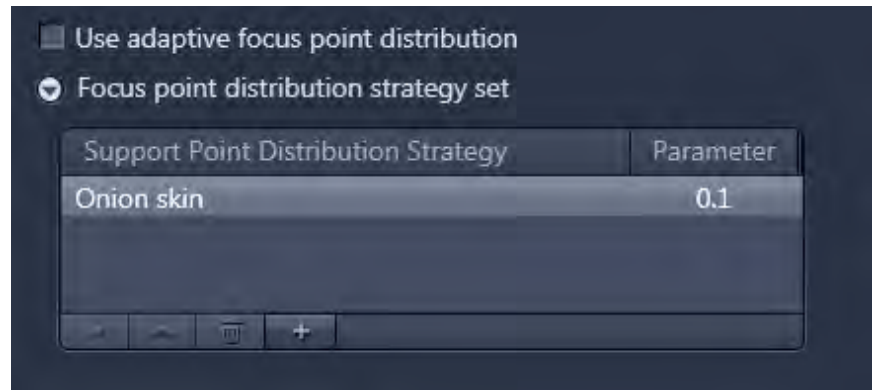 Use adaptive focus point distribution
Focus point distribution strategy set
Support Point Distribution Strategy Parameter
Onion skin 0.1